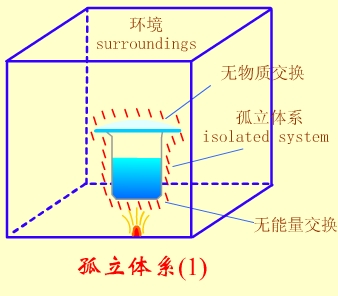 环境
surroundings
无物质交换
孤立体系
isolated system
无能量交换
孤立体系(1)